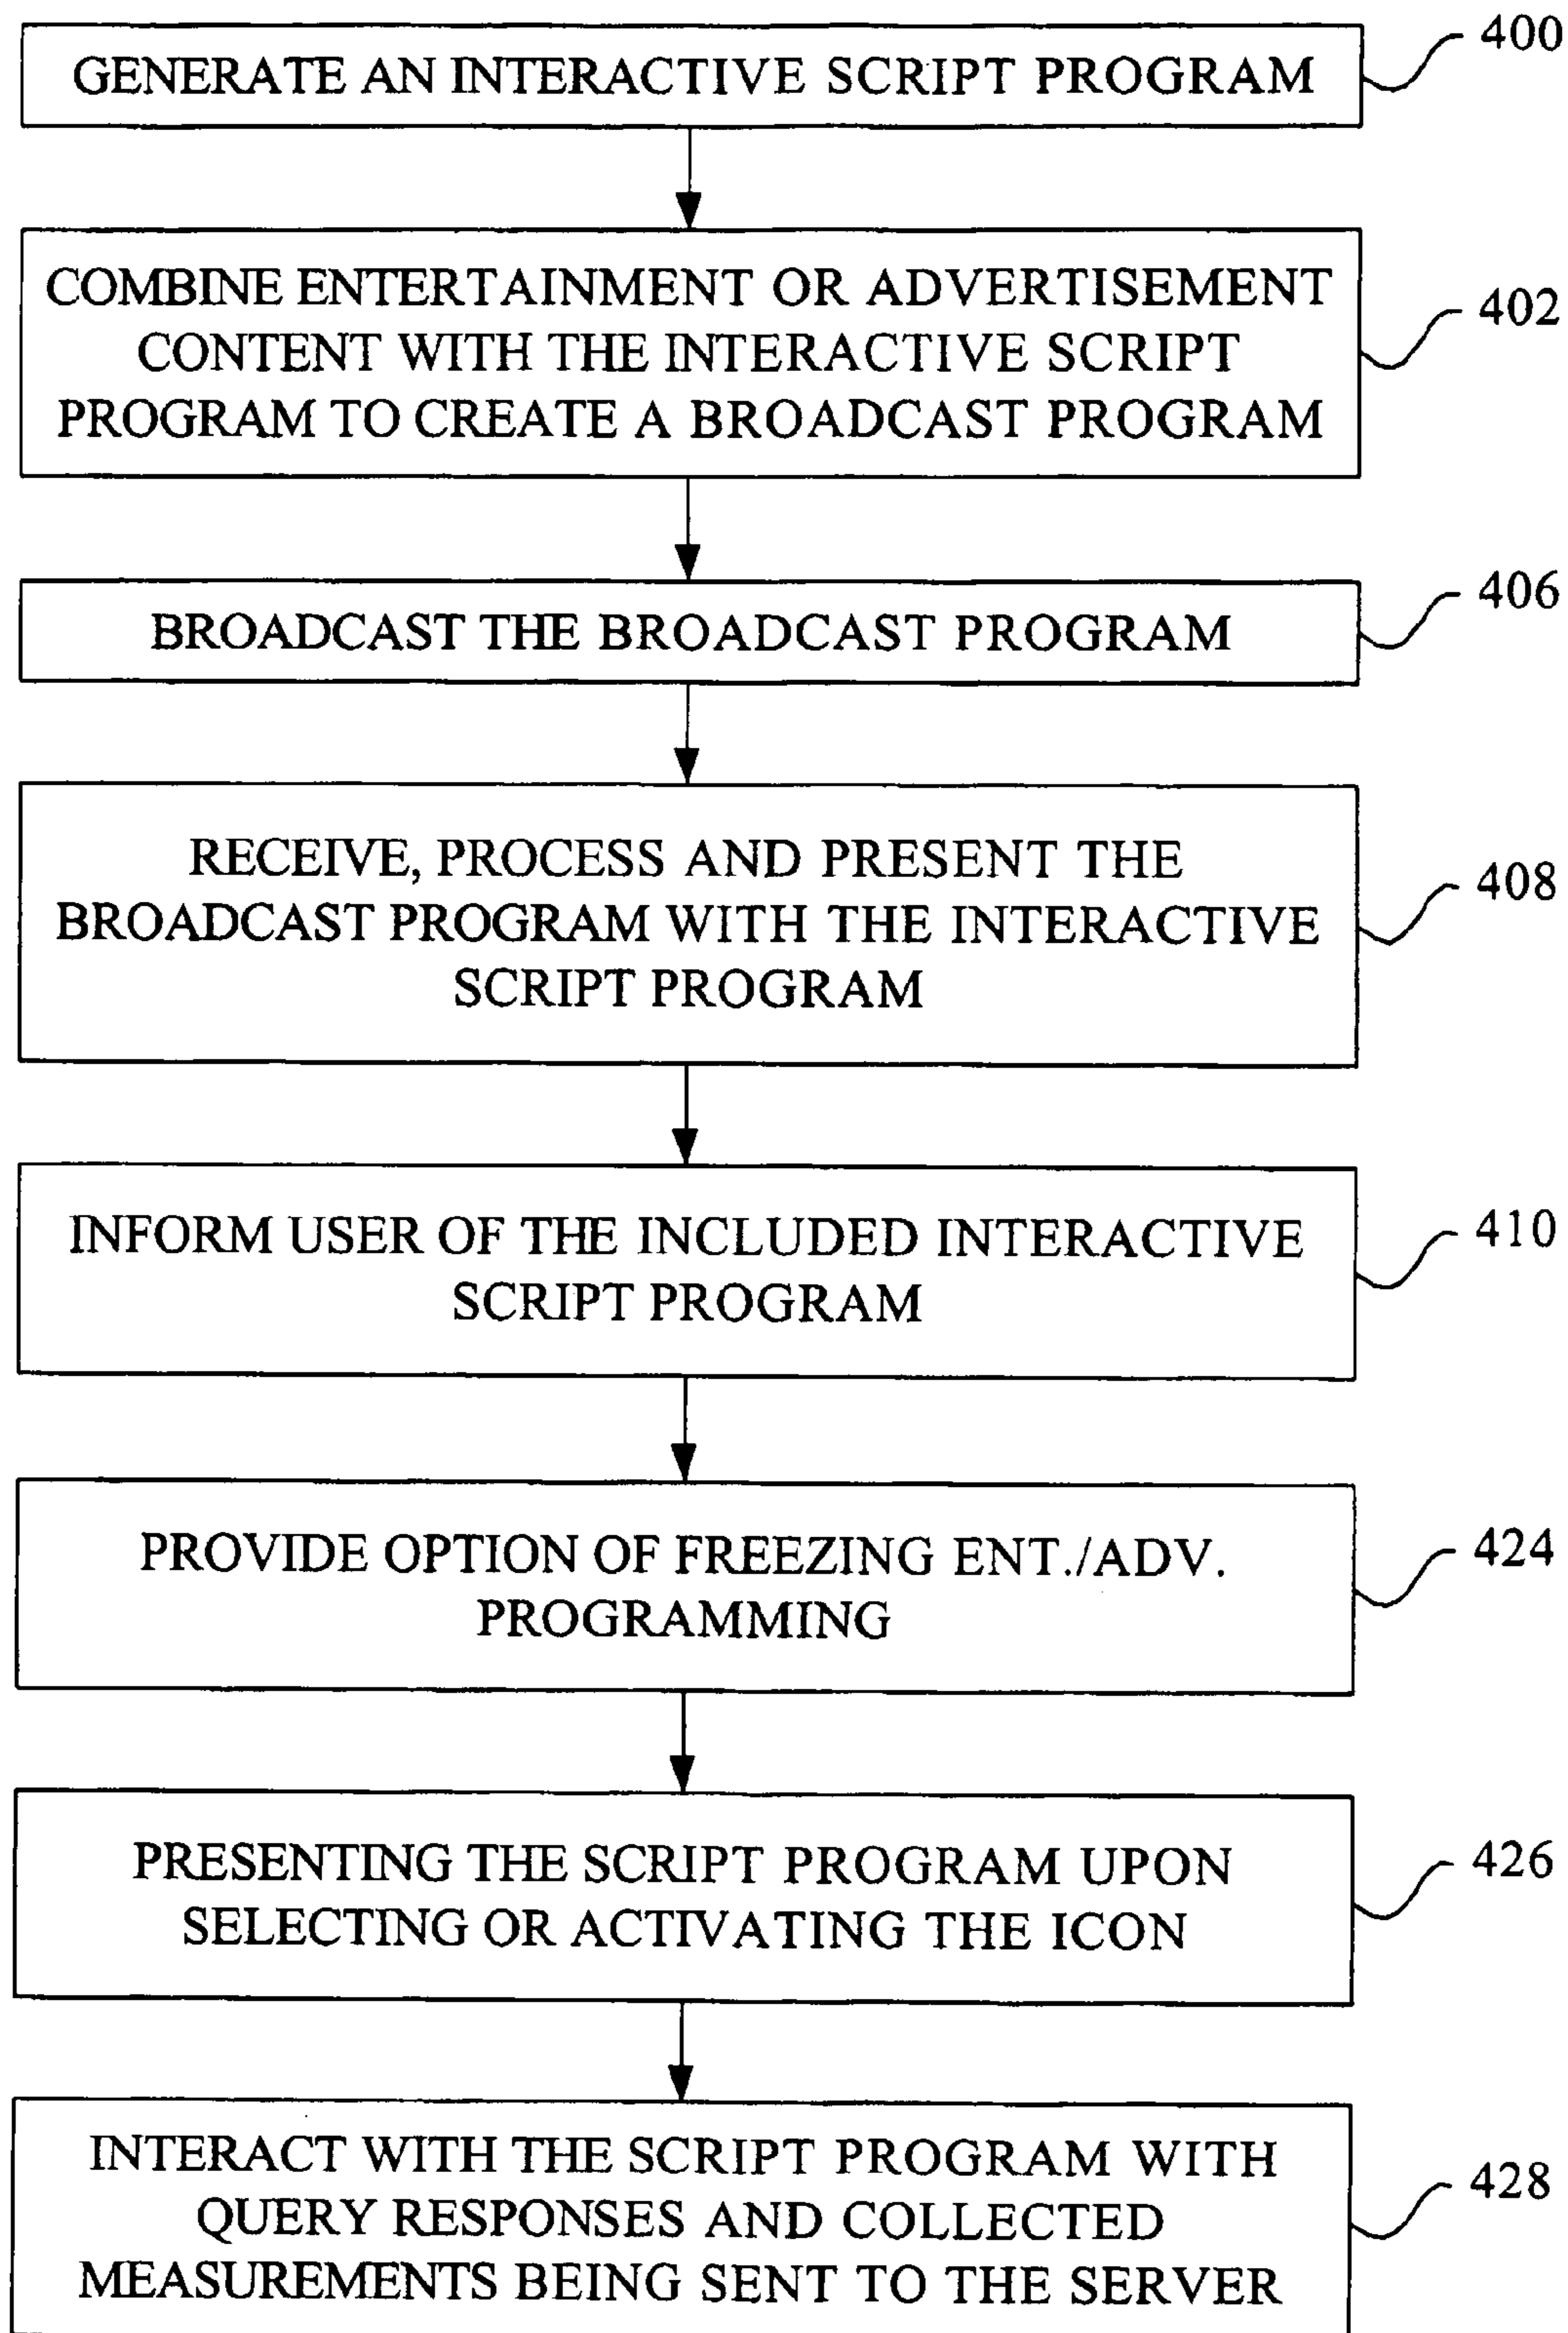 GENERATE AN INTERACTIVE SCRIPT PROGRAM
400
COMBINE ENTERTAINMENT OR ADVERTISEMENT
CONTENT WITH THE INTERACTIVE SCRIPT
PROGRAM TO CREATE A BROADCAST PROGRAM
402
BROADCAST THE BROADCAST PROGRAM
406
RECEIVE, PROCESS AND PRESENT THE
BROADCAST PROGRAM WITH THE INTERACTIVE
SCRIPT PROGRAM
408
INFORM USER OF THE INCLUDED INTERACTIVE
SCRIPT PROGRAM
410
PROVIDE OPTION OF FREEZING ENT./ADV.
PROGRAMMING
424
PRESENTING THE SCRIPT PROGRAM UPON
SELECTING OR ACTIVATING THE ICON
426
INTERACT WITH THE SCRIPT PROGRAM WITH
QUERY RESPONSES AND COLLECTED
MEASUREMENTS BEING SENT TO THE SERVER
428